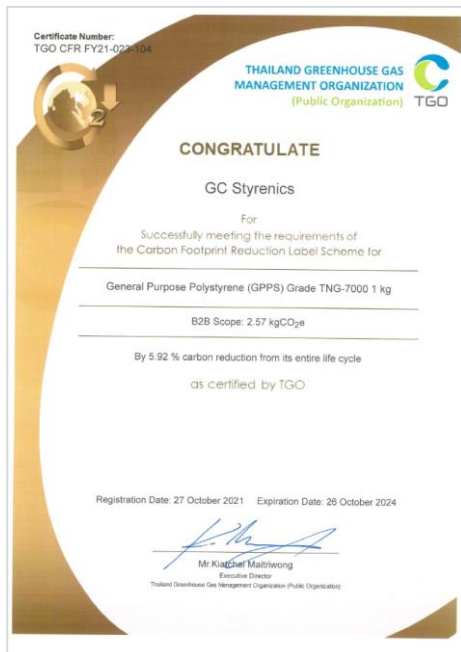 Certificate Number:
TGO CFR FY21-023-104
THAILAND GREENHOUSE GAS
MANAGEMENT ORGANIZATION
(Public Organization)
TGO
2
CONGRATULATE
GC Styrenics
For
Successfully meeting the requirements of
the Carbon Footprint Reduction Label Scheme for
General Purpose Polystyrene (GPPS) Grade TNG-7000 1 kg
B2B Scope: 2.57 kgCO₂e
By 5.92 % carbon reduction from its entire life cycle
as certified by TGO
Registration Date: 27 October 2021 Expiration Date: 26 October 2024
Mr.Kiatchai Maitriwong
Executive Director
Thailand Greenhouse Gas Management Organization (Public Organization)